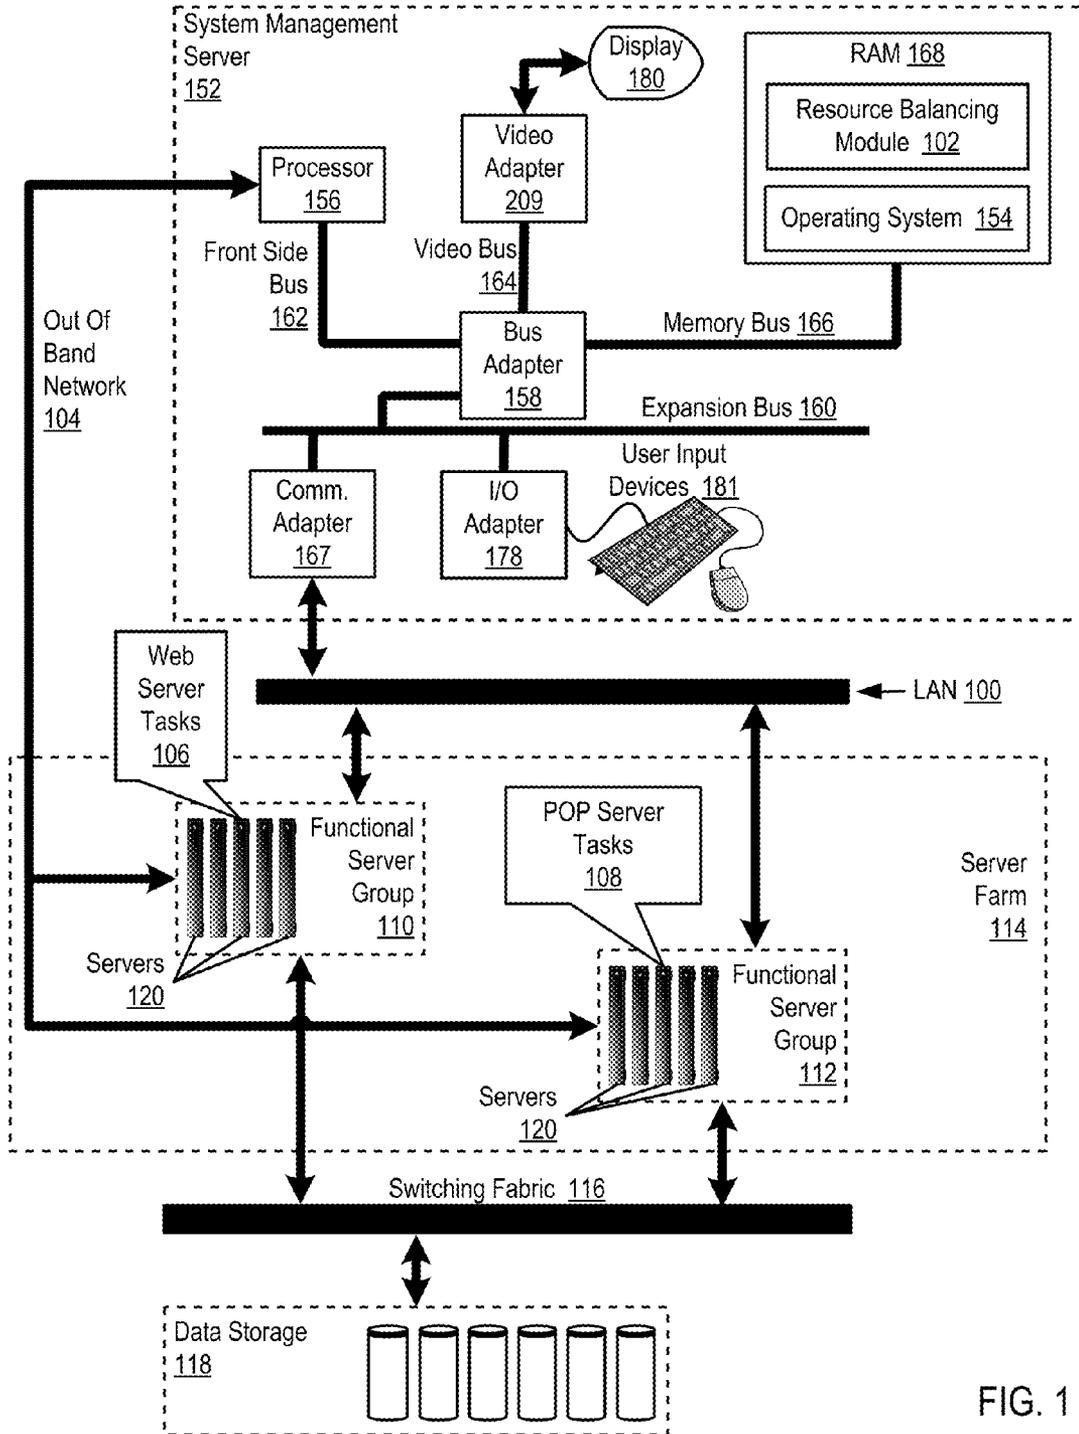 System Management
Server
152
Display
180
RAM 168
Resource Balancing
Module 102
Operating System 154
Video
Adapter
209
Processor
156
Front Side
Bus
162
Video Bus
164
Out Of
Band
Network
104
Bus
Adapter
158
Memory Bus 166
Expansion Bus 160
Comm.
Adapter
167
I/O
Adapter
178
User Input
Devices 181
Web
Server
Tasks
106
LAN 100
Functional
Server
Group
110
POP Server
Tasks
108
Server
Farm
114
Servers
120
Functional
Server
Group
112
Servers
120
Switching Fabric 116
Data Storage
118
FIG. 1